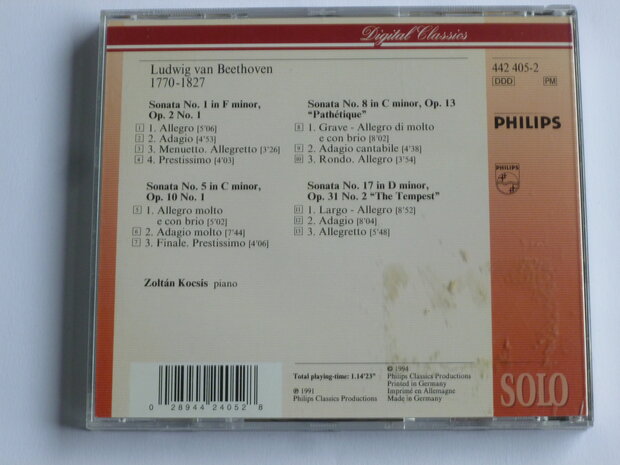 Digital Classics
Ludwig van Beethoven
1770-1827
Sonata No. 1 in F minor,
Op. 2 No. 1
1 1. Allegro [5'06]
2 2. Adagio [4'53]
3 3. Menuetto. Allegretto [3'26]
4 4. Prestissimo [4'03]
Sonata No. 5 in C minor,
Op. 10 No. 1
5 1. Allegro molto
e con brio [5'02]
6 2. Adagio molto [7'44]
7 3. Finale. Prestissimo [4'06]
Sonata No. 8 in C minor, Op. 13
"Pathétique"
8 1. Grave - Allegro di molto
e con brio [8'02]
9 2. Adagio cantabile [4'38]
10 3. Rondo. Allegro [3'54]
Sonata No. 17 in D minor,
Op. 31 No. 2 "The Tempest"
11 1. Largo - Allegro [8'52]
12 2. Adagio [8'04]
13 3. Allegretto [5'48]
Zoltán Kocsis piano
442 405-2
DDD PM
PHILIPS
PHILIPS
Total playing-time: 1.14'23"
℗ 1991
Philips Classics Productions
© 1994
Philips Classics Productions
Printed in Germany
Imprimé en Allemagne
Made in Germany
0 28944 24052 8
SOLO